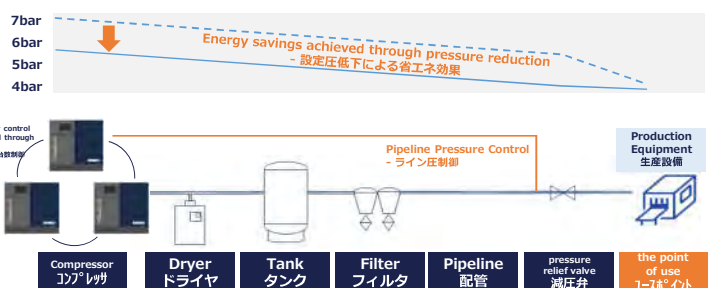 7bar
6bar
5bar
4bar
Energy savings achieved through pressure reduction
- 設定圧低下による省エネ効果
control
through
台数制御
Pipeline Pressure Control
- ライン圧制御
Production
Equipment
生産設備
Compressor
コンプレッサ
Dryer
ドライヤ
Tank
タンク
Filter
フィルタ
Pipeline
配管
pressure
relief valve
減圧弁
the point
of use
ユースポイント